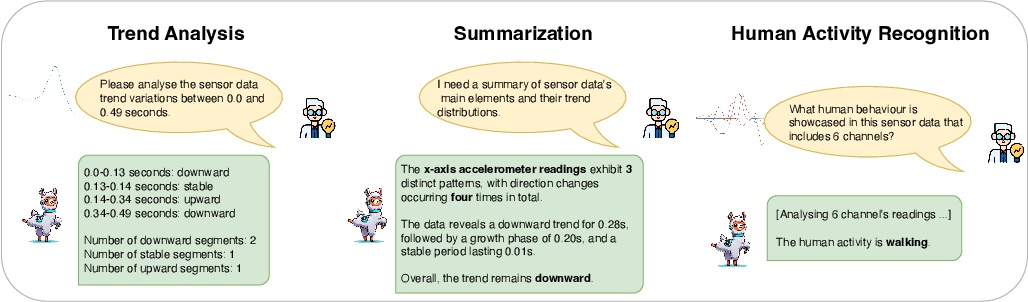 Trend Analysis
Please analyse the sensor data
trend variations between 0.0 and
0.49 seconds.
0.0-0.13 seconds: downward
0.13-0.14 seconds: stable
0.14-0.34 seconds: upward
0.34-0.49 seconds: downward
Number of downward segments: 2
Number of stable segments: 1
Number of upward segments: 1
Summarization
I need a summary of sensor data's
main elements and their trend
distributions.
The x-axis accelerometer readings exhibit 3
distinct patterns, with direction changes
occurring four times in total.
The data reveals a downward trend for 0.28s,
followed by a growth phase of 0.20s, and a
stable period lasting 0.01s.
Overall, the trend remains downward.
Human Activity Recognition
What human behaviour is
showcased in this sensor data that
includes 6 channels?
[Analysing 6 channel's readings ...]
The human activity is walking.